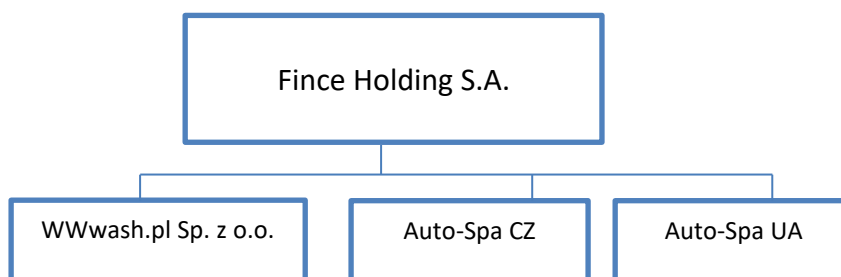 Fince Holding S.A.
WWwash.pl Sp. z o.o.
Auto-Spa CZ
Auto-Spa UA